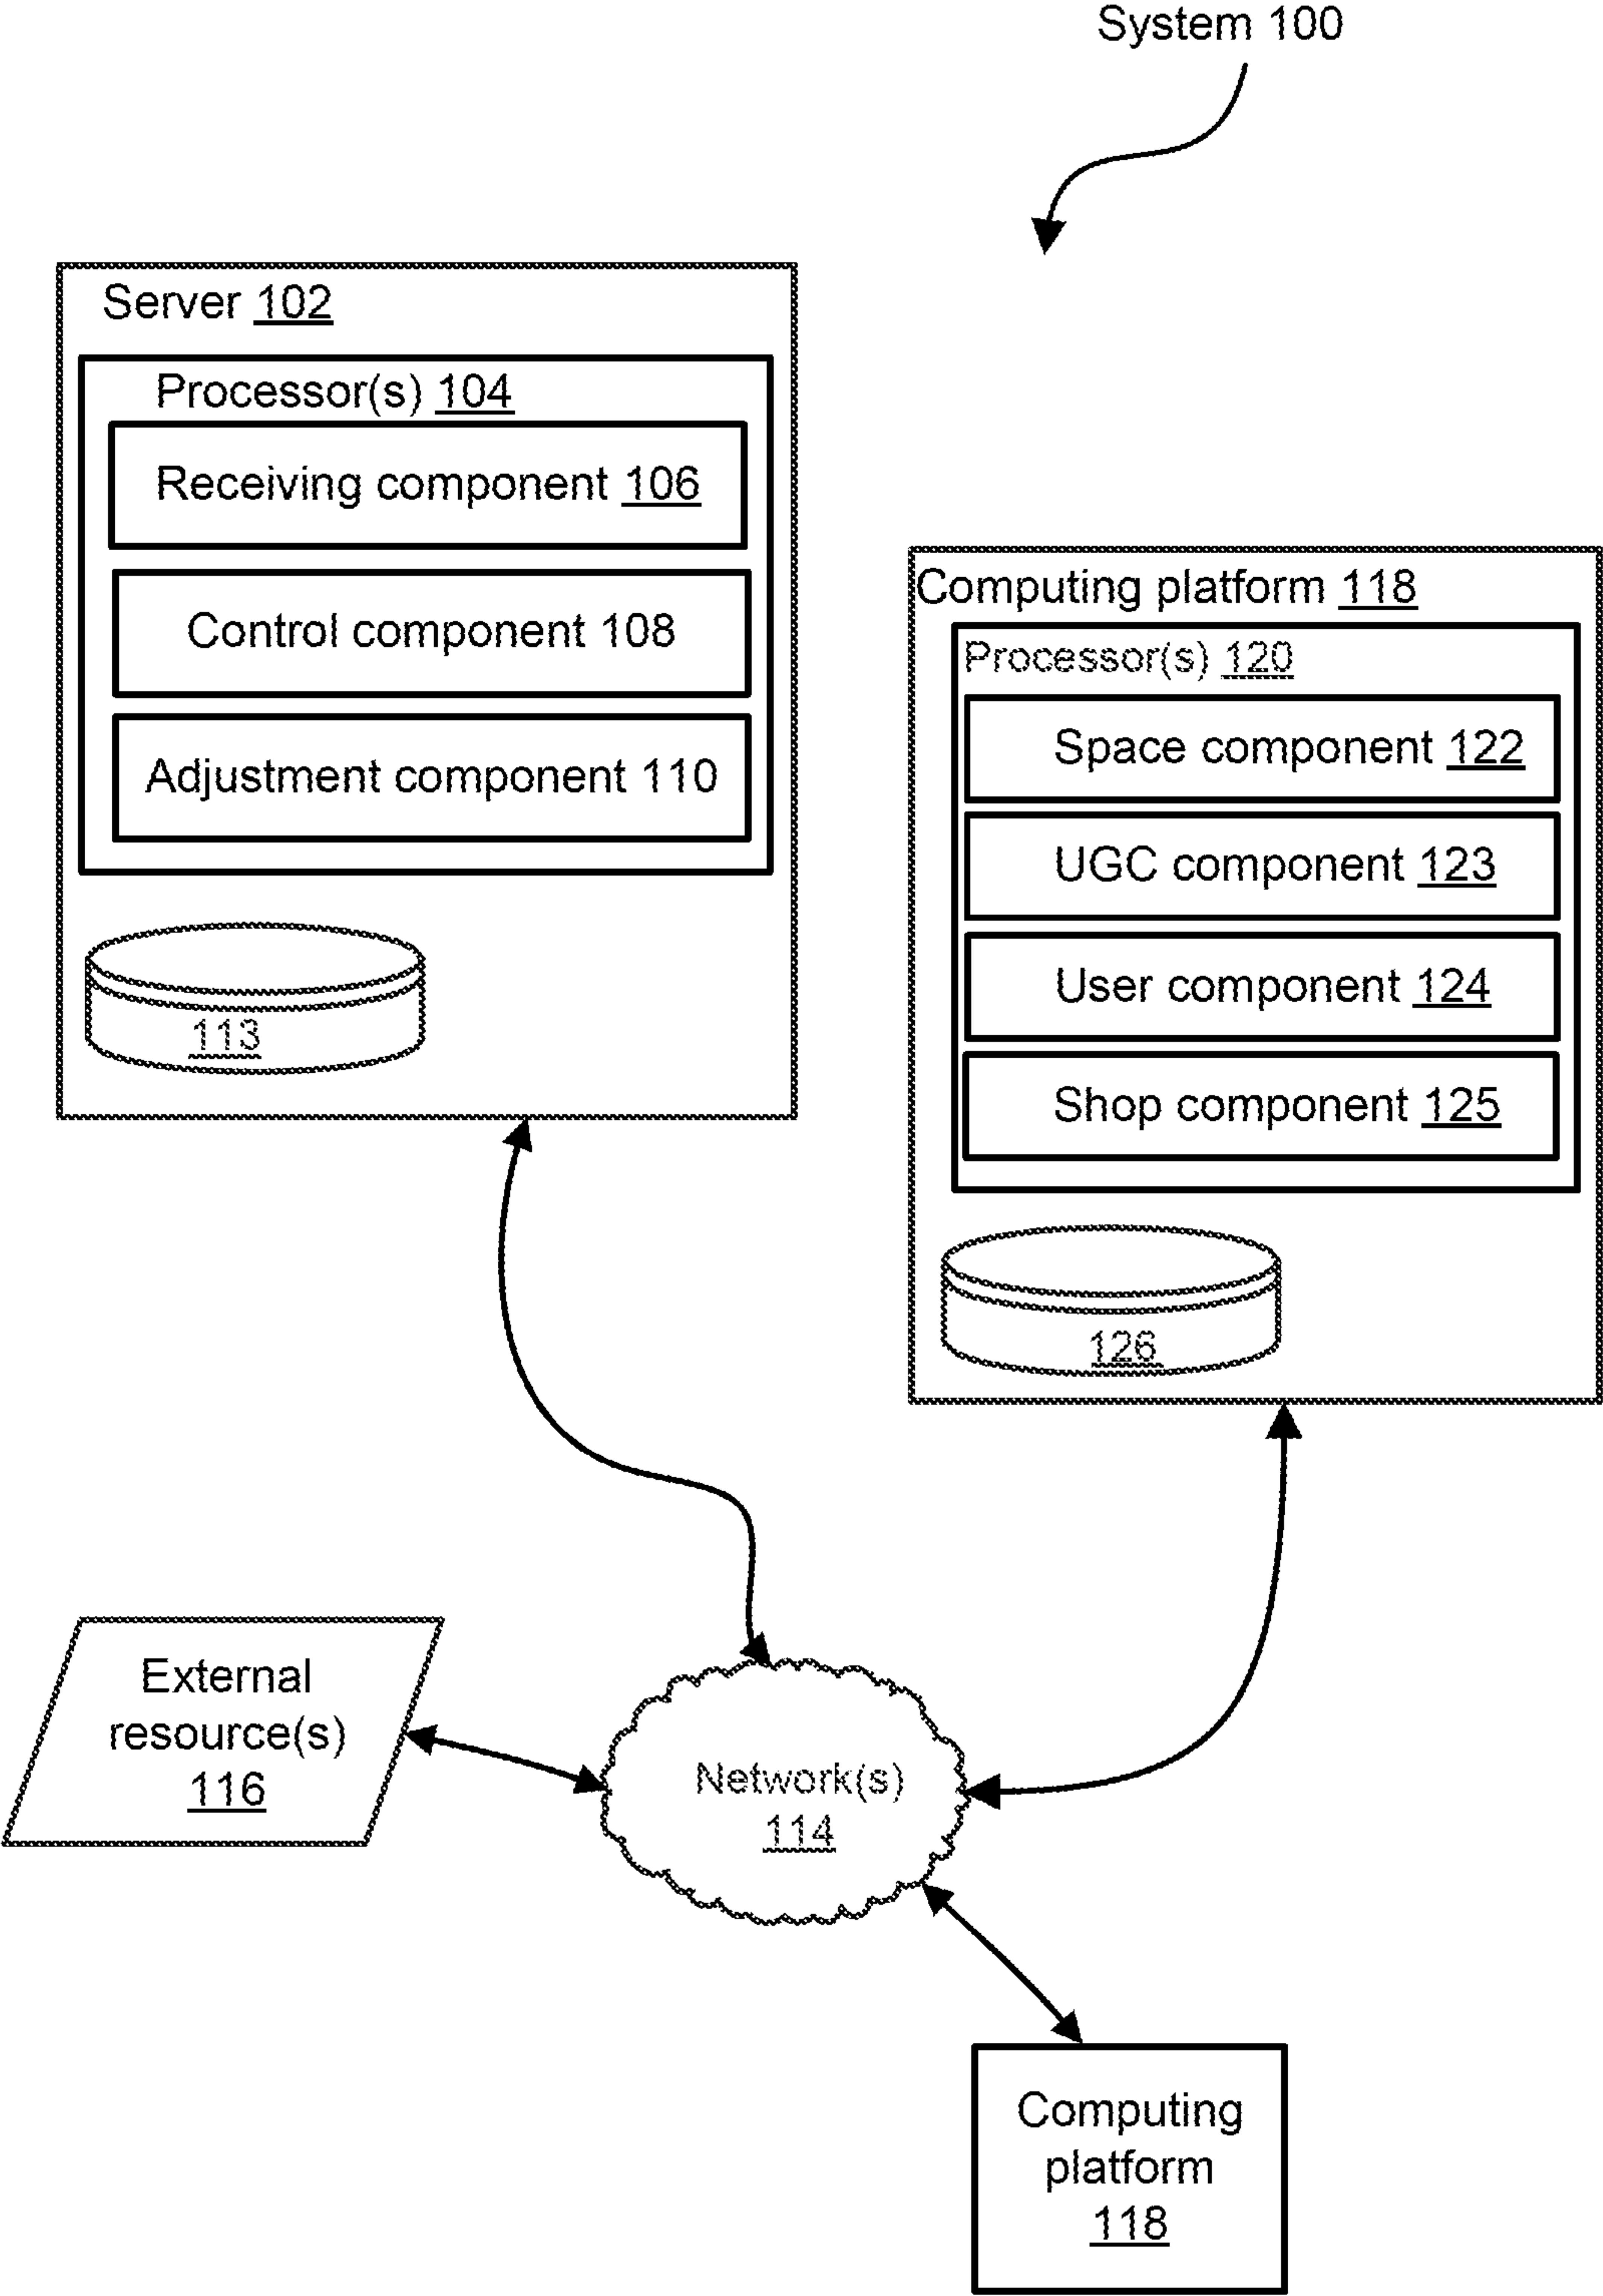 System 100
Server 102
Processor(s) 104
Receiving component 106
Control component 108
Adjustment component 110
113
Computing platform 118
Processor(s) 120
Space component 122
UGC component 123
User component 124
Shop component 125
126
External
resource(s)
116
Network(s)
114
Computing
platform
118